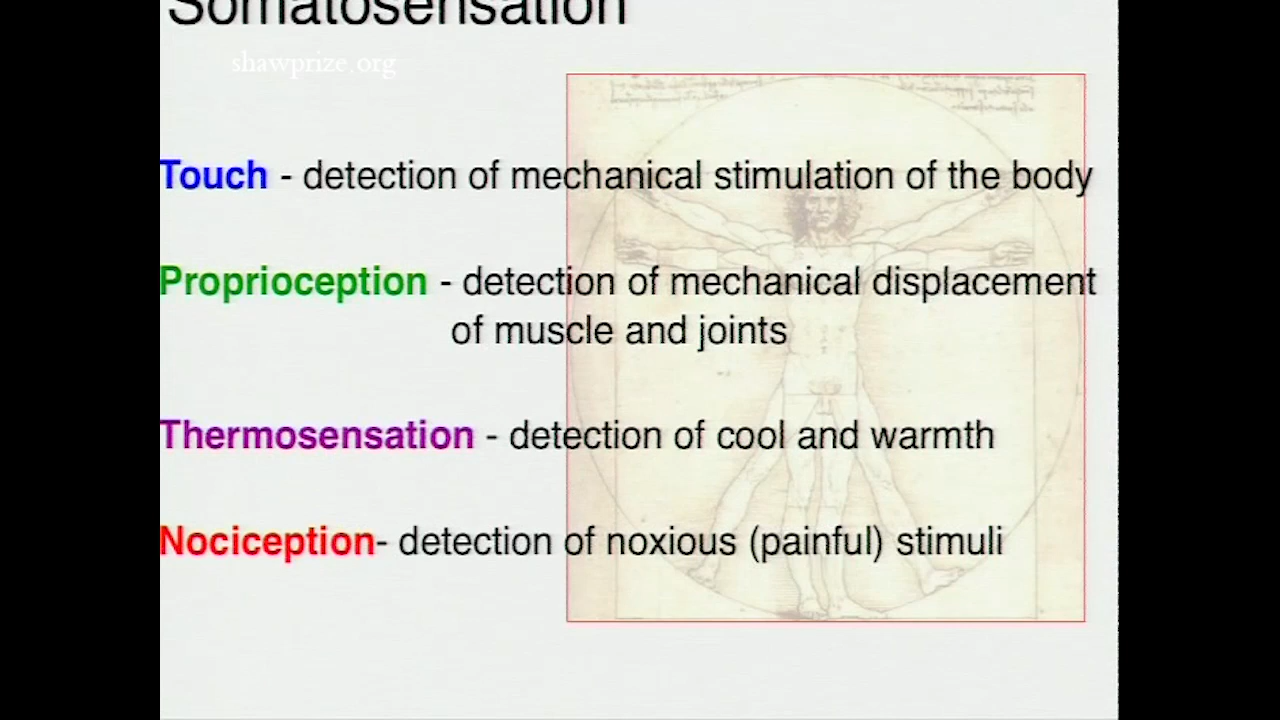 Somatosensation
shawprize.org
Touch - detection of mechanical stimulation of the body
Proprioception - detection of mechanical displacement
of muscle and joints
Thermosensation - detection of cool and warmth
Nociception- detection of noxious (painful) stimuli